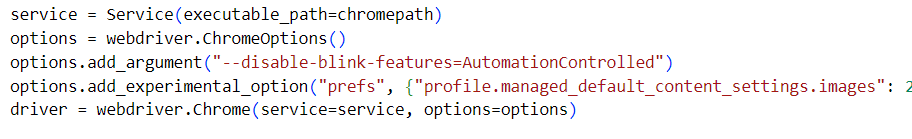 service = Service(executable_path=chromepath)
options = webdriver.ChromeOptions()
options.add_argument("--disable-blink-features=AutomationControlled")
options.add_experimental_option("prefs", {"profile.managed_default_content_settings.images": 2
driver = webdriver.Chrome(service=service, options=options)